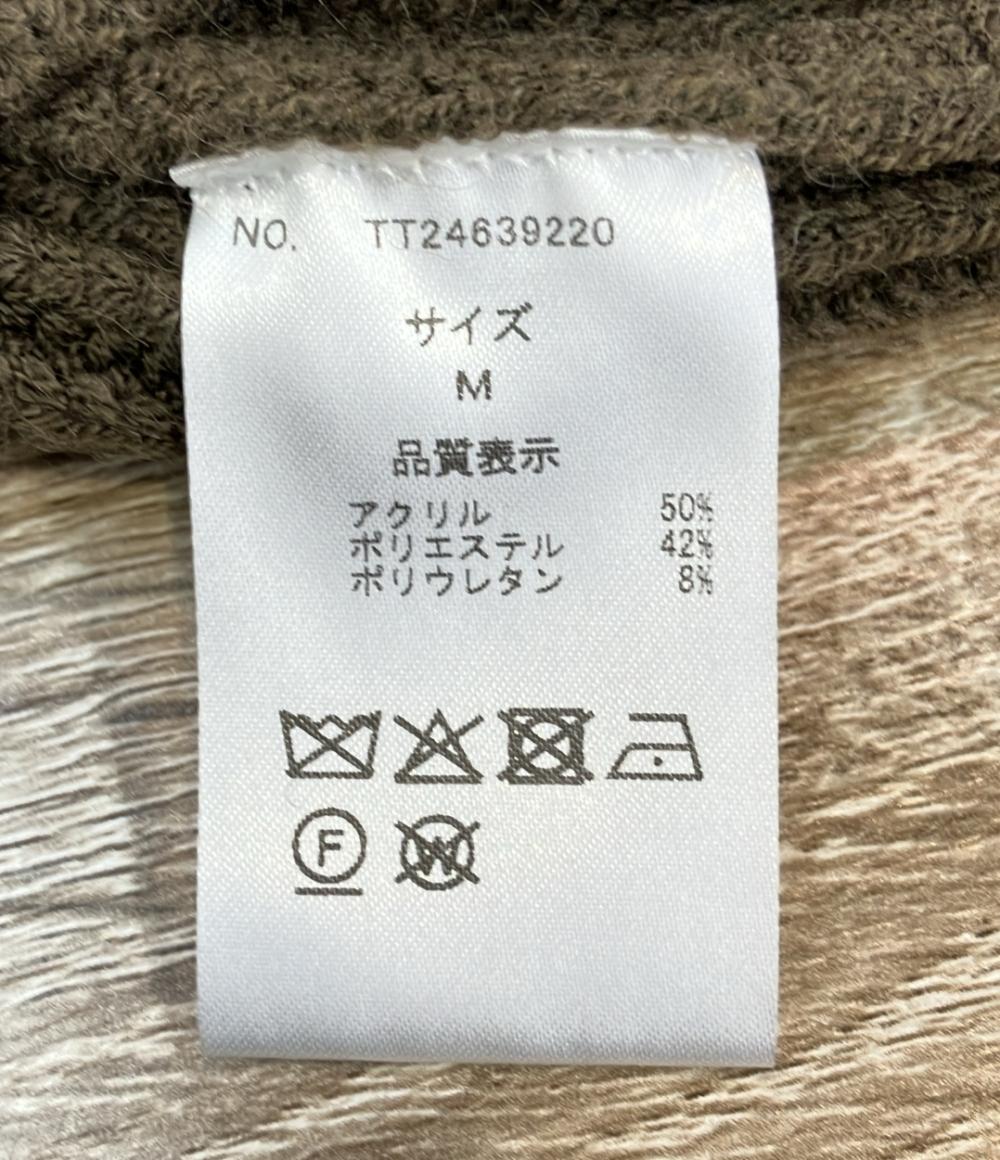 NO. TT24639220
サイズ
M
品質表示
アクリル 50%
ポリエステル 42%
ポリウレタン 8%
F W